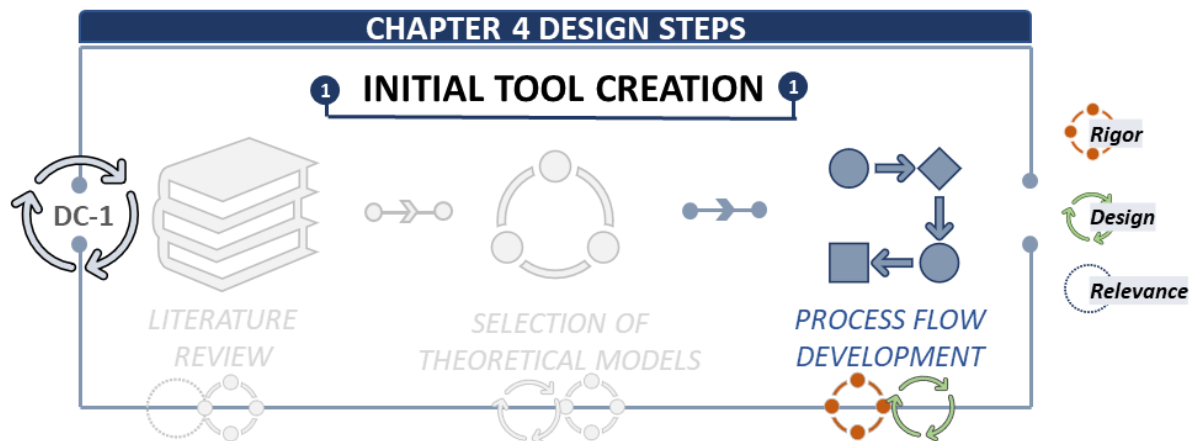 CHAPTER 4 DESIGN STEPS
1 INITIAL TOOL CREATION 1
Rigor
DC-1
Design
Relevance
LITERATURE
REVIEW
SELECTION OF
THEORETICAL MODELS
PROCESS FLOW
DEVELOPMENT